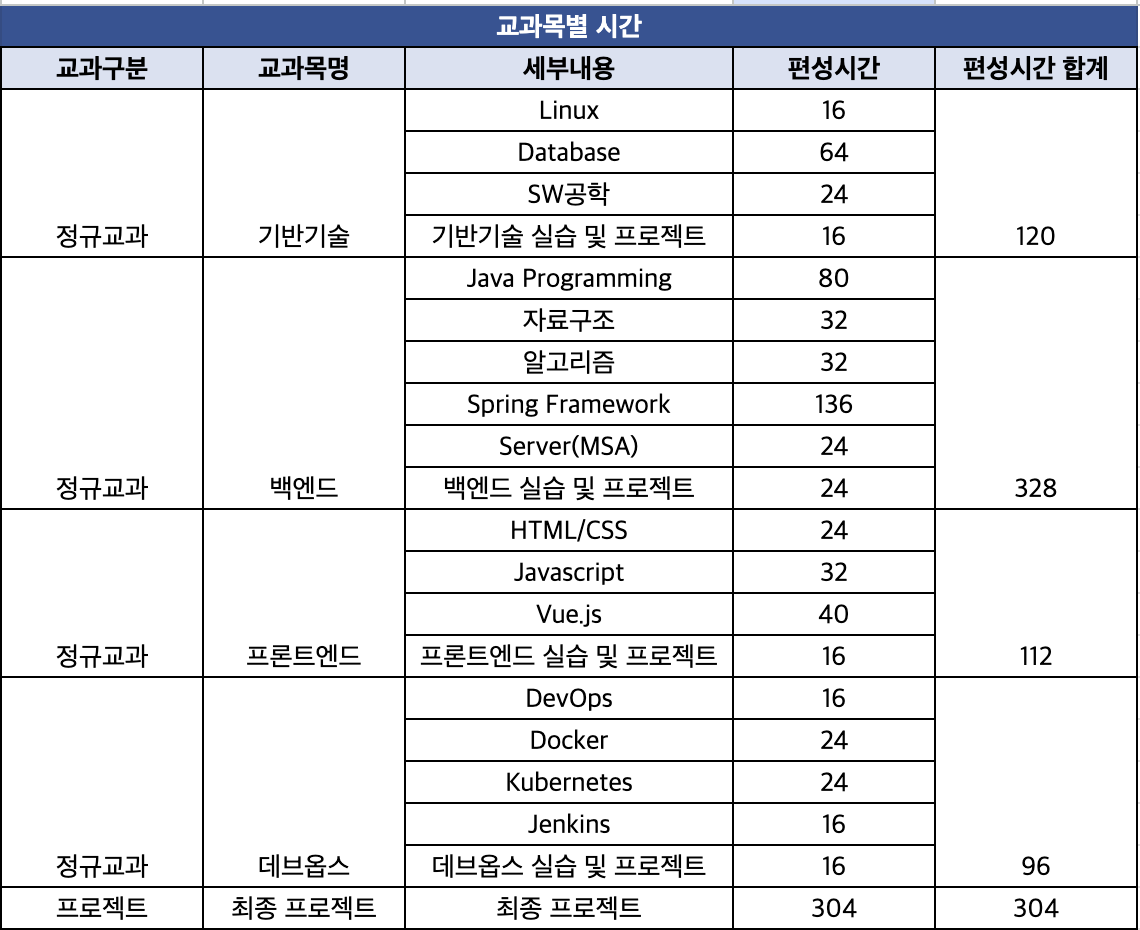 교과목별 시간
교과구분 교과목명 세부내용 편성시간 편성시간 합계
Linux 16
Database 64
SW공학 24
정규교과 기반기술 기반기술 실습 및 프로젝트 16 120
Java Programming 80
자료구조 32
알고리즘 32
Spring Framework 136
Server(MSA) 24
정규교과 백엔드 백엔드 실습 및 프로젝트 24 328
HTML/CSS 24
Javascript 32
Vue.js 40
정규교과 프론트엔드 프론트엔드 실습 및 프로젝트 16 112
DevOps 16
Docker 24
Kubernetes 24
Jenkins 16
정규교과 데브옵스 데브옵스 실습 및 프로젝트 16 96
프로젝트 최종 프로젝트 최종 프로젝트 304 304